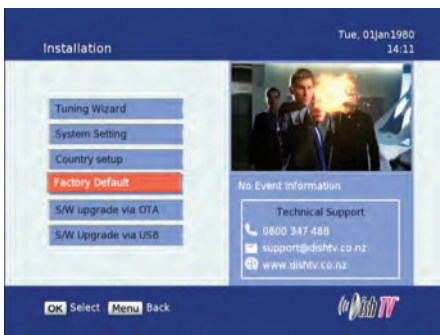 Installation
Tue, 01Jan1980
14:11
Tuning Wizard
System Setting
Country setup
Factory Default
S/W upgrade via OTA
S/W Upgrade via USB
No Event Information
Technical Support
0800 347 488
support@dishtv.co.nz
www.dishtv.co.nz
OK Select Menu Back
Dish TV